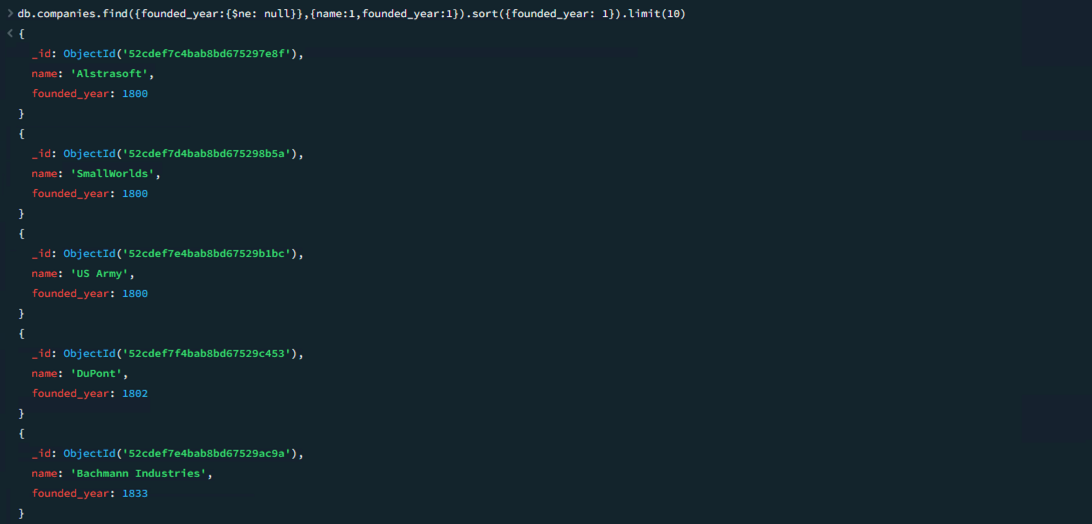 > db.companies.find({founded_year:{$ne: null}},{name:1,founded_year:1}).sort({founded_year: 1}).limit(10)
< {
_id: ObjectId('52cdef7c4bab8bd675297e8f'),
name: 'Alstrasoft',
founded_year: 1800
}
{
_id: ObjectId('52cdef7d4bab8bd675298b5a'),
name: 'SmallWorlds',
founded_year: 1800
}
{
_id: ObjectId('52cdef7e4bab8bd67529b1bc'),
name: 'US Army',
founded_year: 1800
}
{
_id: ObjectId('52cdef7f4bab8bd67529c453'),
name: 'DuPont',
founded_year: 1802
}
{
_id: ObjectId('52cdef7e4bab8bd67529ac9a'),
name: 'Bachmann Industries',
founded_year: 1833
}